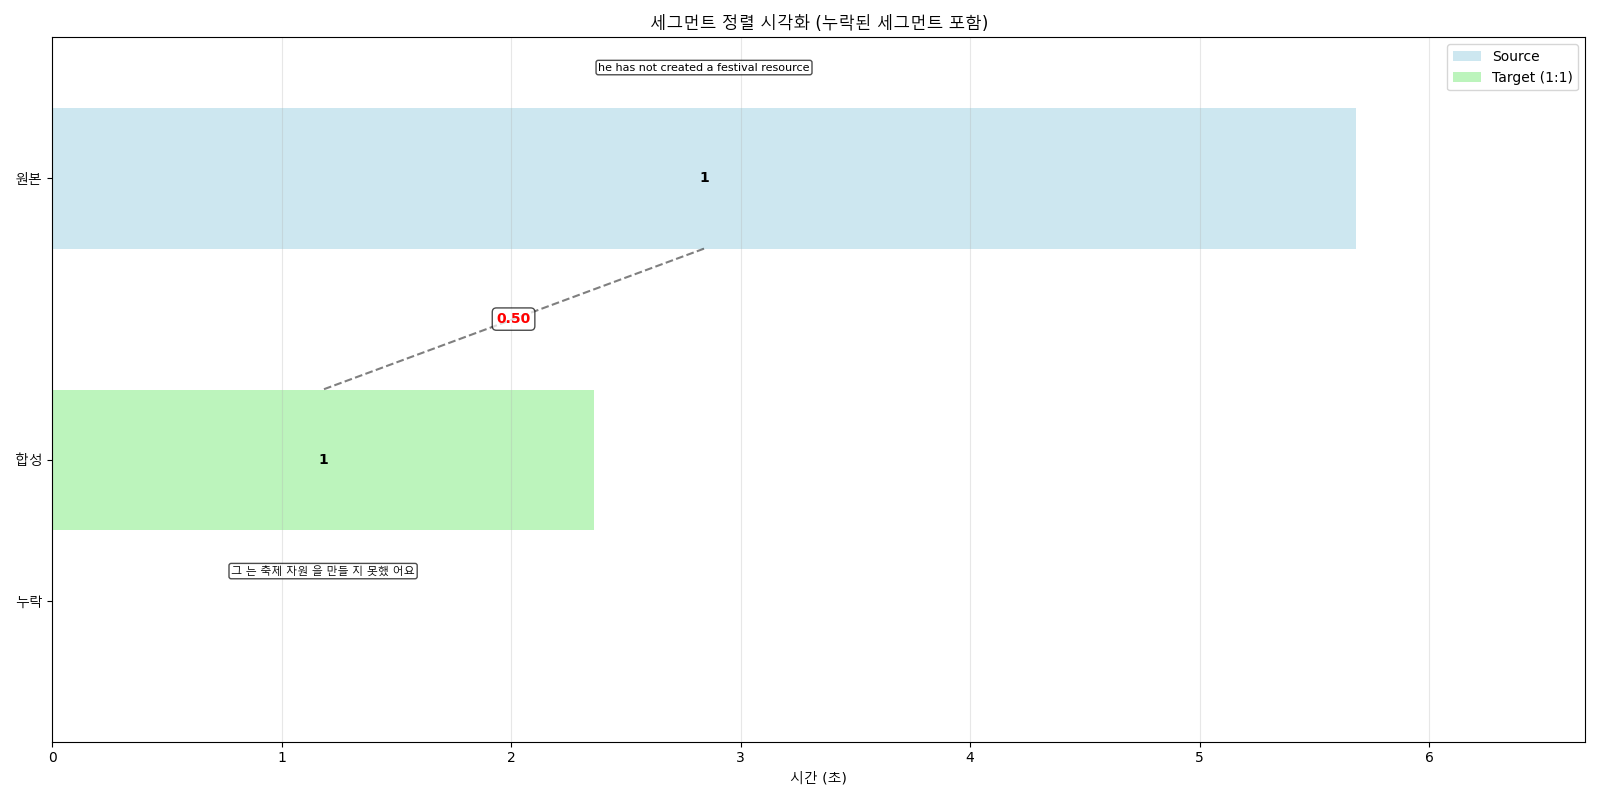 세그먼트 정렬 시각화 (누락된 세그먼트 포함)
he has not created a festival resource
Source
Target (1:1)
원본
1
0.50
합성
1
그 는 축제 자원 을 만들 지 못했 어요
누락
0 1 2 3 4 5 6
시간 (초)